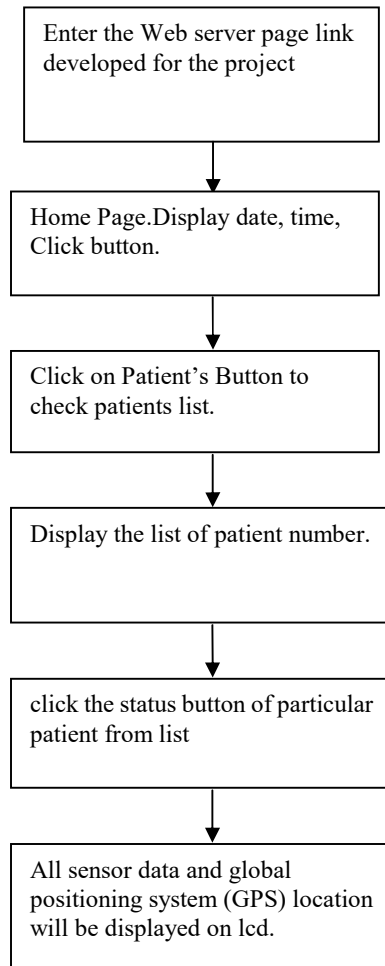 Enter the Web server page link
developed for the project
Home Page.Display date, time,
Click button.
Click on Patient’s Button to
check patients list.
Display the list of patient number.
click the status button of particular
patient from list
All sensor data and global
positioning system (GPS) location
will be displayed on lcd.